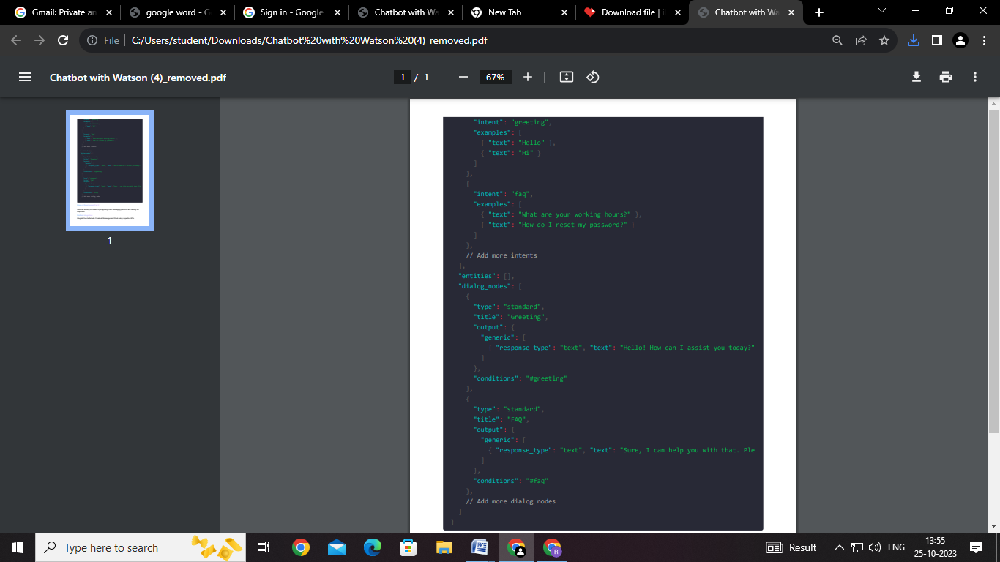 Gmail: Private an
google word - G
Sign in - Google
Chatbot with Wa
New Tab
Download file | i
Chatbot with Wa
File
C:/Users/student/Downloads/Chatbot%20with%20Watson%20(4)_removed.pdf
Chatbot with Watson (4)_removed.pdf
1 / 1
67%
1
"intent": "greeting",
"examples": [
{ "text": "Hello" },
{ "text": "Hi" }
]
},
{
"intent": "faq",
"examples": [
{ "text": "What are your working hours?" },
{ "text": "How do I reset my password?" }
]
},
// Add more intents
],
"entities": [],
"dialog_nodes": [
{
"type": "standard",
"title": "Greeting",
"output": {
"generic": [
{ "response_type": "text", "text": "Hello! How can I assist you today?"
]
},
"conditions": "#greeting"
},
{
"type": "standard",
"title": "FAQ",
"output": {
"generic": [
{ "response_type": "text", "text": "Sure, I can help you with that. Ple
]
},
"conditions": "#faq"
},
// Add more dialog nodes
]
}
Type here to search
Result
ENG
13:55
25-10-2023